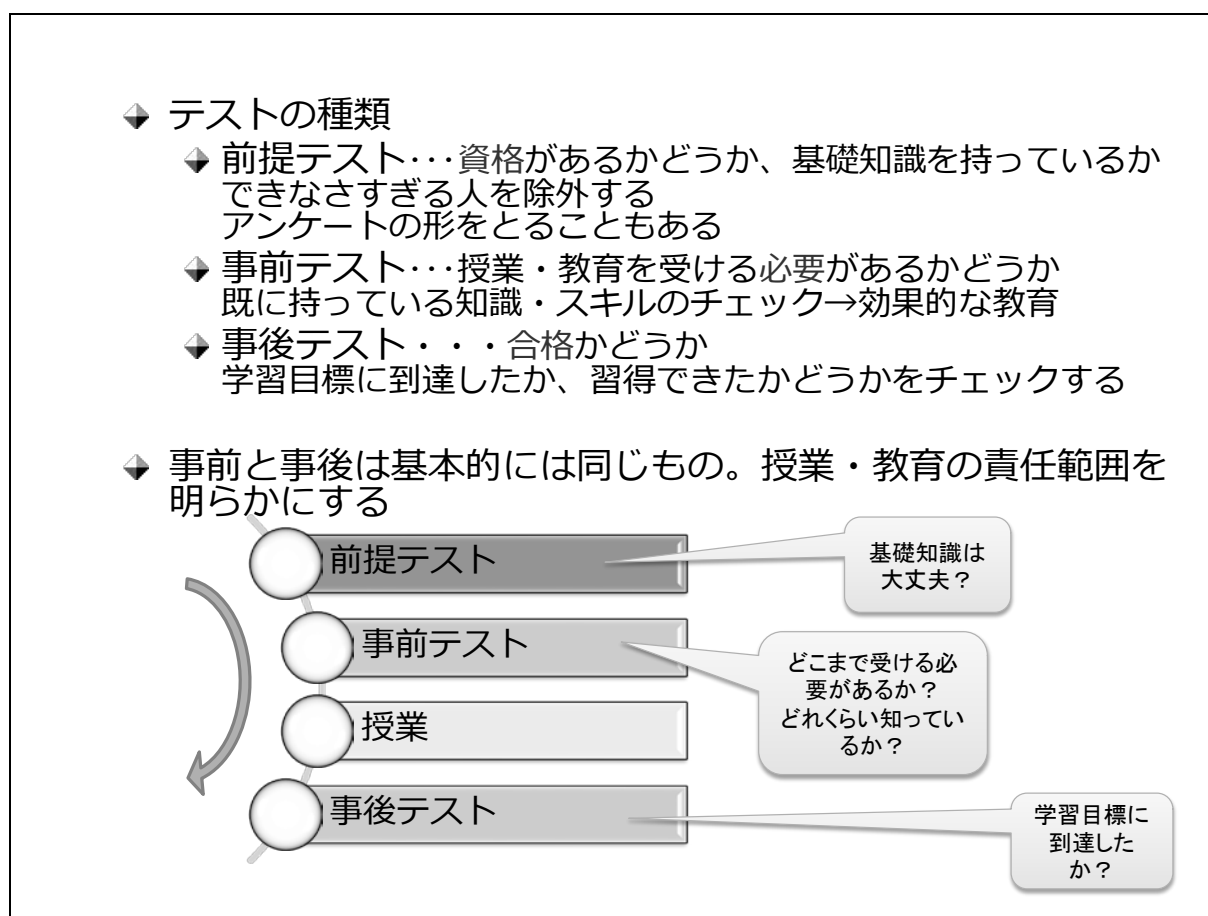 テストの種類
前提テスト･･･資格があるかどうか、基礎知識を持っているか
できなさすぎる人を除外する
アンケートの形をとることもある
事前テスト･･･授業・教育を受ける必要があるかどうか
既に持っている知識・スキルのチェック→効果的な教育
事後テスト・・・合格かどうか
学習目標に到達したか、習得できたかどうかをチェックする
事前と事後は基本的には同じもの。授業・教育の責任範囲を
明らかにする
前提テスト
基礎知識は
大丈夫？
事前テスト
どこまで受ける必
要があるか？
どれくらい知ってい
るか？
授業
事後テスト
学習目標に
到達した
か？